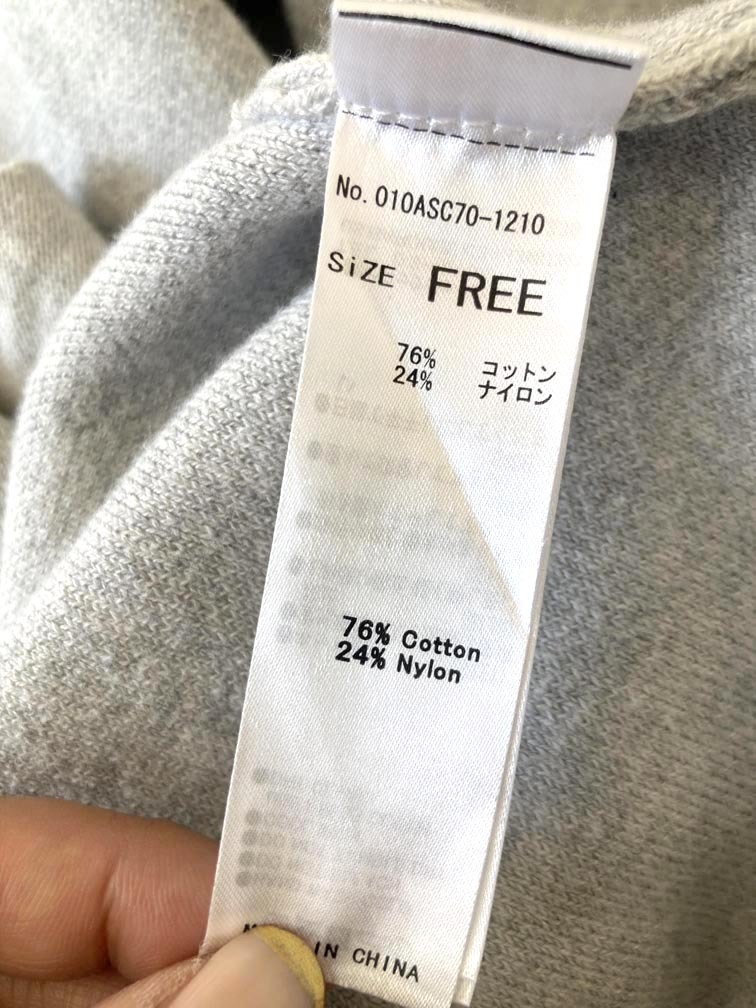 No. 010ASC70-1210
SiZE FREE
76% コットン
24% ナイロン
76% Cotton
24% Nylon
IN CHINA